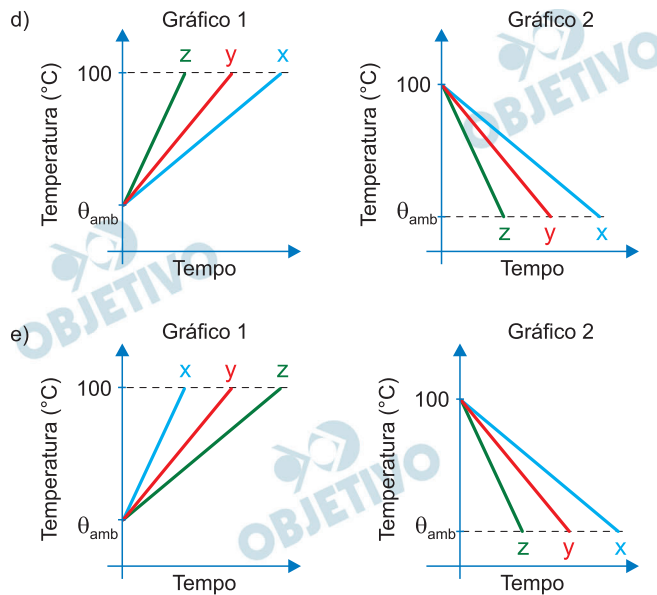 d)
Gráfico 1
Temperatura (°C)
100
θamb
z y x
Tempo
Gráfico 2
Temperatura (°C)
100
θamb
z y x
Tempo
OBJETIVO
OBJETIVO
e)
Gráfico 1
Temperatura (°C)
100
θamb
x y z
Tempo
Gráfico 2
Temperatura (°C)
100
θamb
z y x
Tempo
OBJETIVO